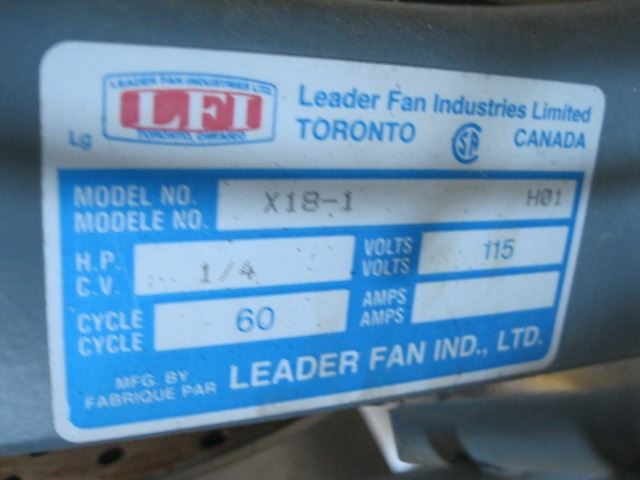 LEADER FAN INDUSTRIES LTD.
LFI
TORONTO, ONTARIO
Lg
Leader Fan Industries Limited
TORONTO SA CANADA
MODEL NO. X18-1 H01
MODELE NO.
H.P. 1/4 VOLTS 115
C.V. VOLTS
CYCLE 60 AMPS
CYCLE AMPS
MFG. BY LEADER FAN IND., LTD.
FABRIQUE PAR